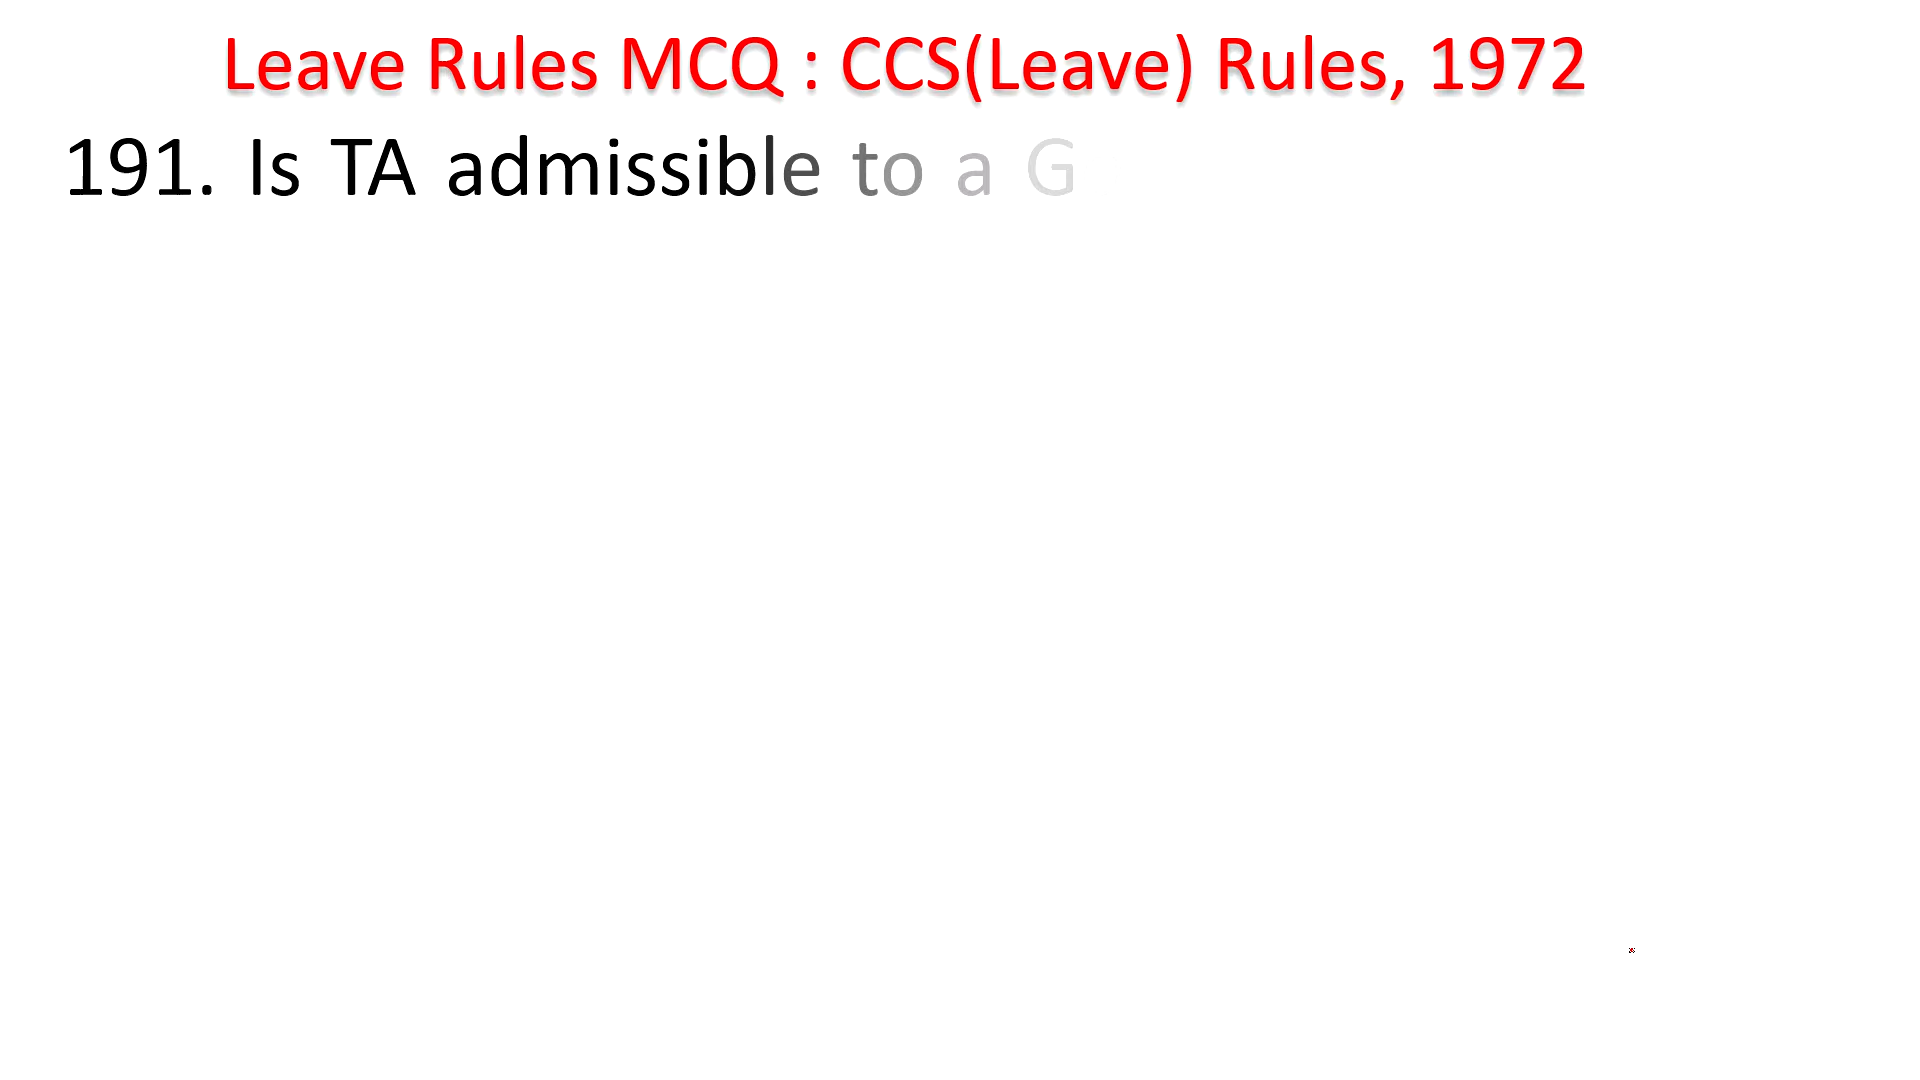 Leave Rules MCQ : CCS(Leave) Rules, 1972
191. Is TA admissible to a G